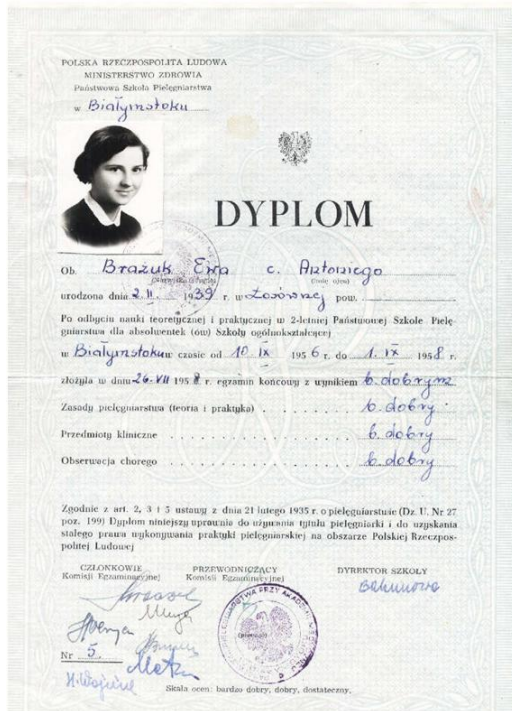 POLSKA RZECZPOSPOLITA LUDOWA
MINISTERSTWO ZDROWIA
Państwowa Szkoła Pielęgniarstwa
w Białymstoku
DYPLOM
Ob. Brażuk Ewa c. Antoniego
(imię ojca)
urodzona dnia 2. II 1939 r. w pow.
Po odbyciu nauki teoretycznej i praktycznej w 2-letniej Państwowej Szkole Pielę-
gniarstwa dla absolwentek (ów) Szkoły ogólnokształcącej
w Białymstoku w czasie od 10 IX 1956 r. do 1. IX 1958 r.
złożyła w dniu 26. VII 1958 r. egzamin końcowy z wynikiem b. dobrym
Zasady pielęgniarstwa (teoria i praktyka) . . . . . . . . . b. dobry
Przedmioty kliniczne . . . . . . . . . b. dobry
Obserwacja chorego . . . . . . . . . b. dobry
Zgodnie z art. 2, 3 i 5 ustawy z dnia 21 lutego 1935 r. o pielęgniarstwie (Dz. U. Nr 27
poz. 199) Dyplom niniejszy uprawnia do używania tytułu pielęgniarki i do uzyskania
stałego prawa wykonywania praktyki pielęgniarskiej na obszarze Polskiej Rzeczpos-
politej Ludowej
CZŁONKOWIE PRZEWODNICZĄCY DYREKTOR SZKOŁY
Komisji Egzaminacyjnej Komisji Egzaminacyjnej
Nr 5.
H. Wojciel
Skala ocen: bardzo dobry, dobry, dostateczny.